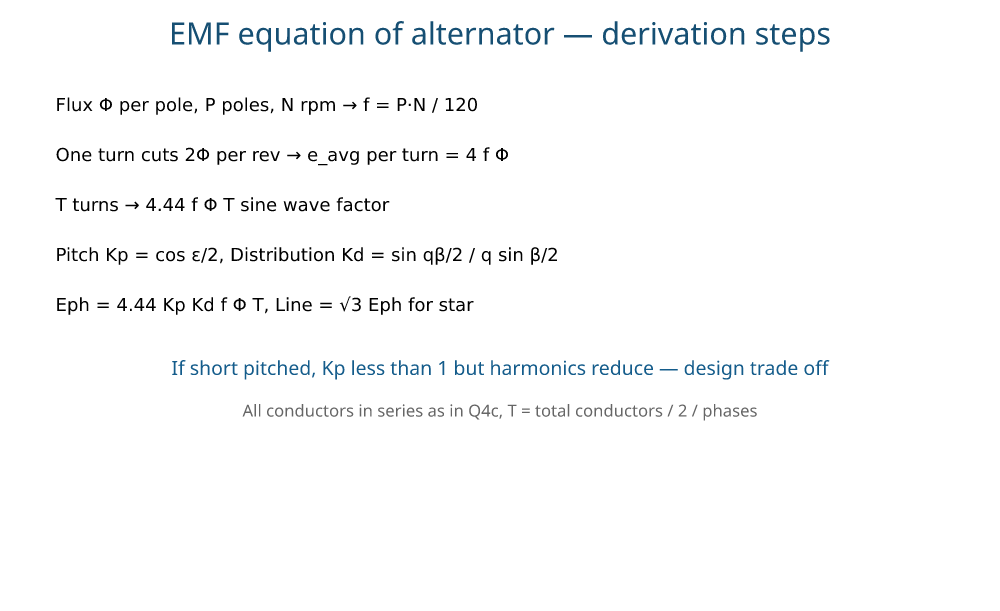 EMF equation of alternator — derivation steps
Flux Φ per pole, P poles, N rpm → f = P·N / 120
One turn cuts 2Φ per rev → e_avg per turn = 4 f Φ
T turns → 4.44 f Φ T sine wave factor
Pitch Kp = cos ε/2, Distribution Kd = sin qβ/2 / q sin β/2
Eph = 4.44 Kp Kd f Φ T, Line = √3 Eph for star
If short pitched, Kp less than 1 but harmonics reduce — design trade off
All conductors in series as in Q4c, T = total conductors / 2 / phases